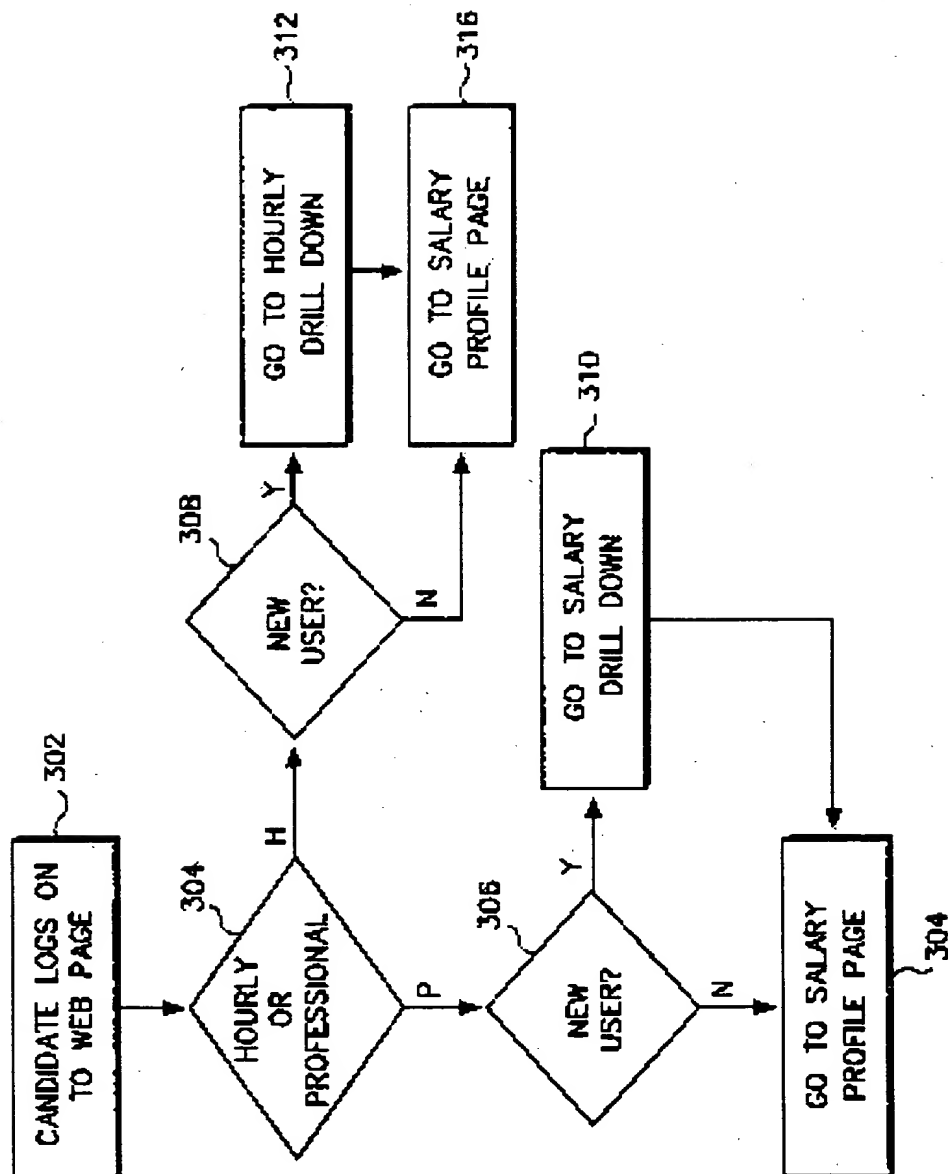 CANDIDATE LOGS ON
TO WEB PAGE
302
HOURLY
OR
PROFESSIONAL
304
H
P
NEW
USER?
308
Y
N
GO TO HOURLY
DRILL DOWN
312
GO TO SALARY
PROFILE PAGE
316
NEW
USER?
306
Y
N
GO TO SALARY
DRILL DOWN
310
GO TO SALARY
PROFILE PAGE
304